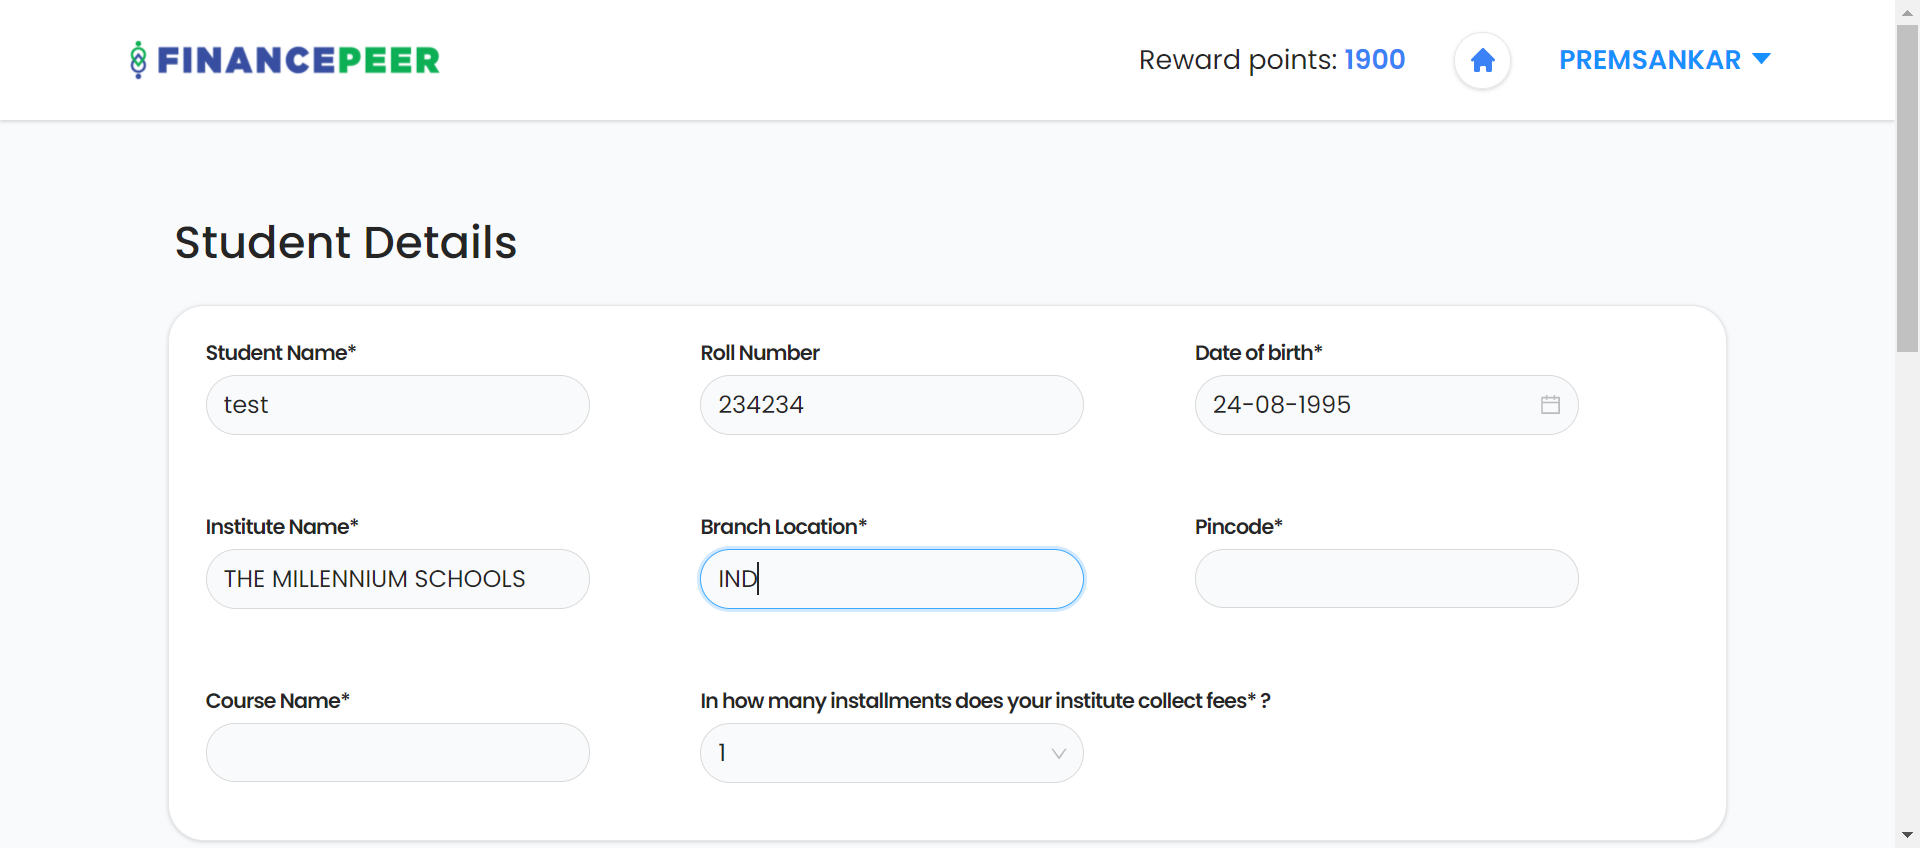 FINANCEPEER
Reward points: 1900
PREMSANKAR
Student Details
Student Name*
Roll Number
Date of birth*
test
234234
24-08-1995
Institute Name*
Branch Location*
Pincode*
THE MILLENNIUM SCHOOLS
IND
Course Name*
In how many installments does your institute collect fees* ?
1